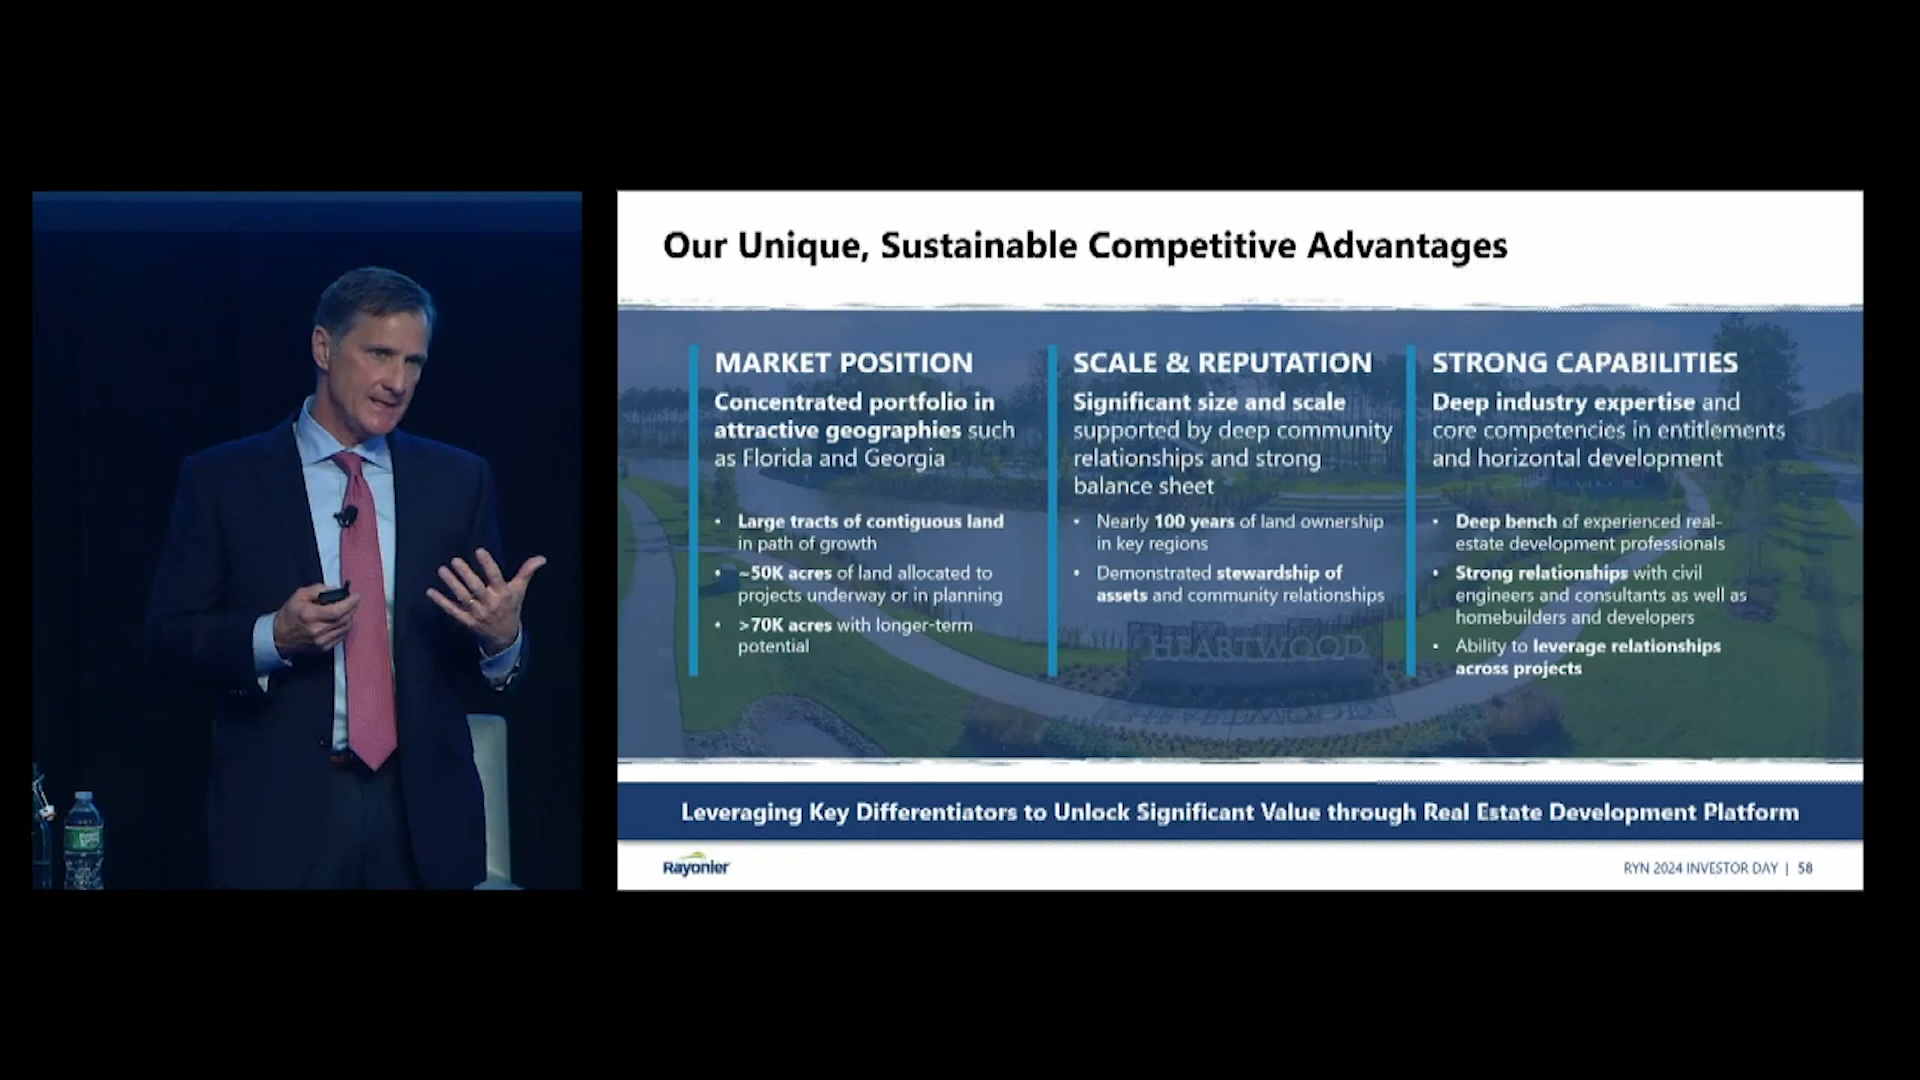 Our Unique, Sustainable Competitive Advantages
MARKET POSITION
Concentrated portfolio in
attractive geographies such
as Florida and Georgia
• Large tracts of contiguous land
in path of growth
• ~50K acres of land allocated to
projects underway or in planning
• >70K acres with longer-term
potential
SCALE & REPUTATION
Significant size and scale
supported by deep community
relationships and strong
balance sheet
• Nearly 100 years of land ownership
in key regions
• Demonstrated stewardship of
assets and community relationships
HEARTWOOD
STRONG CAPABILITIES
Deep industry expertise and
core competencies in entitlements
and horizontal development
• Deep bench of experienced real-
estate development professionals
• Strong relationships with civil
engineers and consultants as well as
homebuilders and developers
• Ability to leverage relationships
across projects
Leveraging Key Differentiators to Unlock Significant Value through Real Estate Development Platform
Rayonier
RYN 2024 INVESTOR DAY | 58